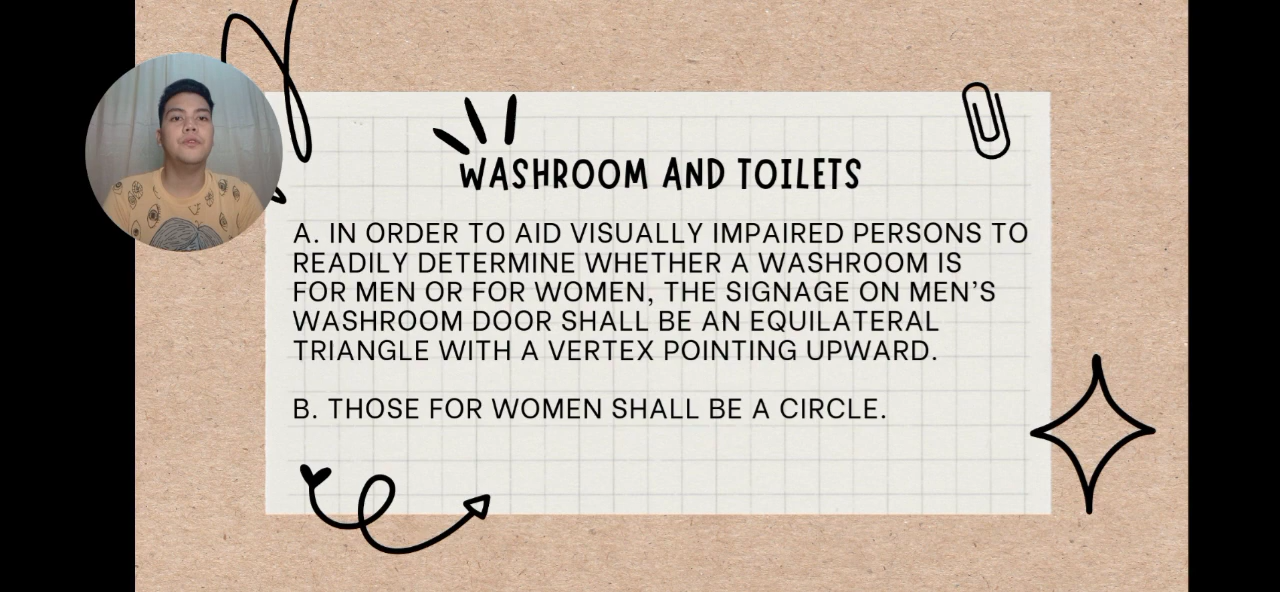 WASHROOM AND TOILETS
A. IN ORDER TO AID VISUALLY IMPAIRED PERSONS TO
READILY DETERMINE WHETHER A WASHROOM IS
FOR MEN OR FOR WOMEN, THE SIGNAGE ON MEN’S
WASHROOM DOOR SHALL BE AN EQUILATERAL
TRIANGLE WITH A VERTEX POINTING UPWARD.
B. THOSE FOR WOMEN SHALL BE A CIRCLE.